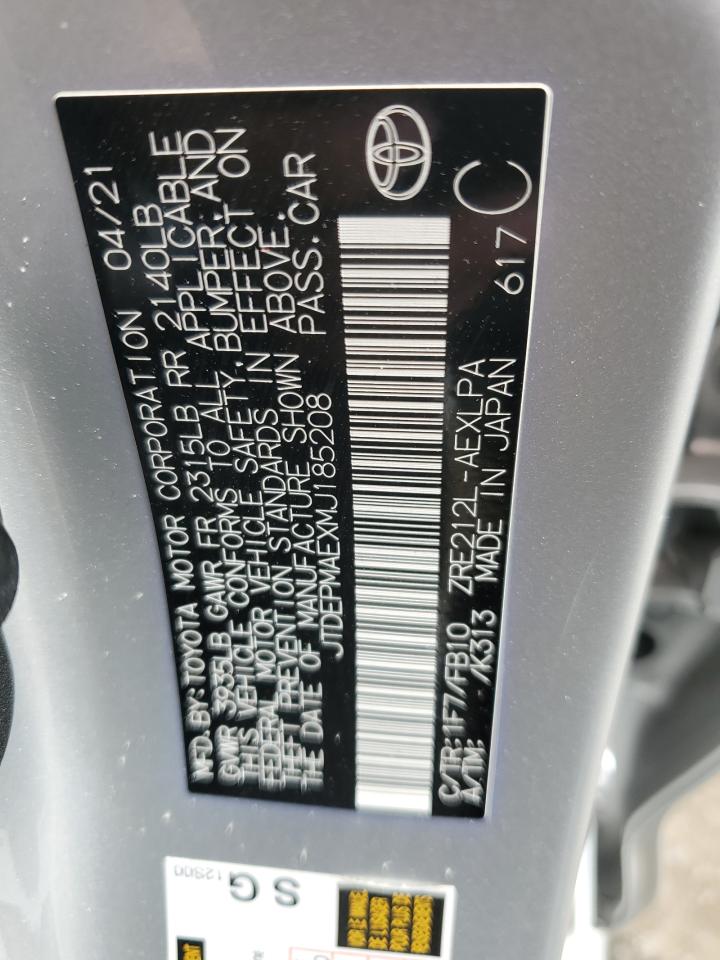 MFD. BY: TOYOTA MOTOR CORPORATION 04/21
GVWR 3935LB GAWR FR 2315LB RR 2140LB
THIS VEHICLE CONFORMS TO ALL APPLICABLE
FEDERAL MOTOR VEHICLE SAFETY, BUMPER, AND
THEFT PREVENTION STANDARDS IN EFFECT ON
THE DATE OF MANUFACTURE SHOWN ABOVE.
JTDEPMAEXMJ185208 PASS. CAR
C/TR: 1F7/FB10 ZRE212L-AEXLPA
A/TM: /K313 MADE IN JAPAN 617 C
SG
12S00